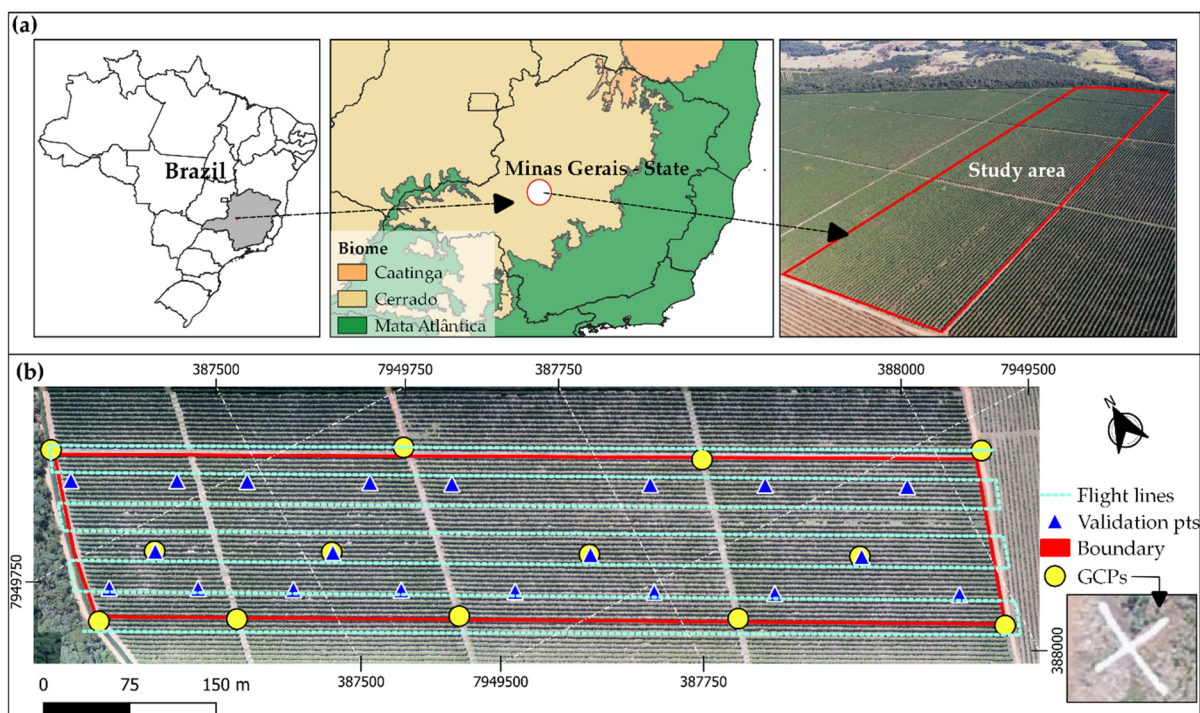 (a)
Brazil
Minas Gerais - State
Biome
Caatinga
Cerrado
Mata Atlântica
Study area
(b)
387500 7949750 387750 388000 7949500
N
Flight lines
Validation pts
Boundary
GCPs
7949750
388000
387500 7949500 387750
0 75 150 m